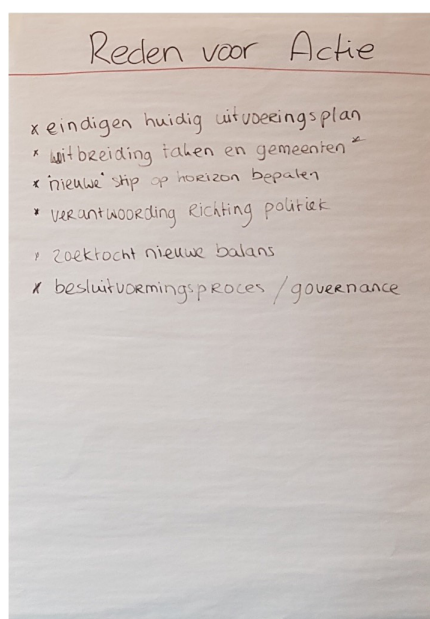 Reden voor Actie
x eindigen huidig uitvoeringsplan
x uitbreiding taken en gemeenten *
x 'nieuwe' stip op horizon bepalen
x verantwoording richting politiek
x zoektocht nieuwe balans
x besluitvormingsproces / governance